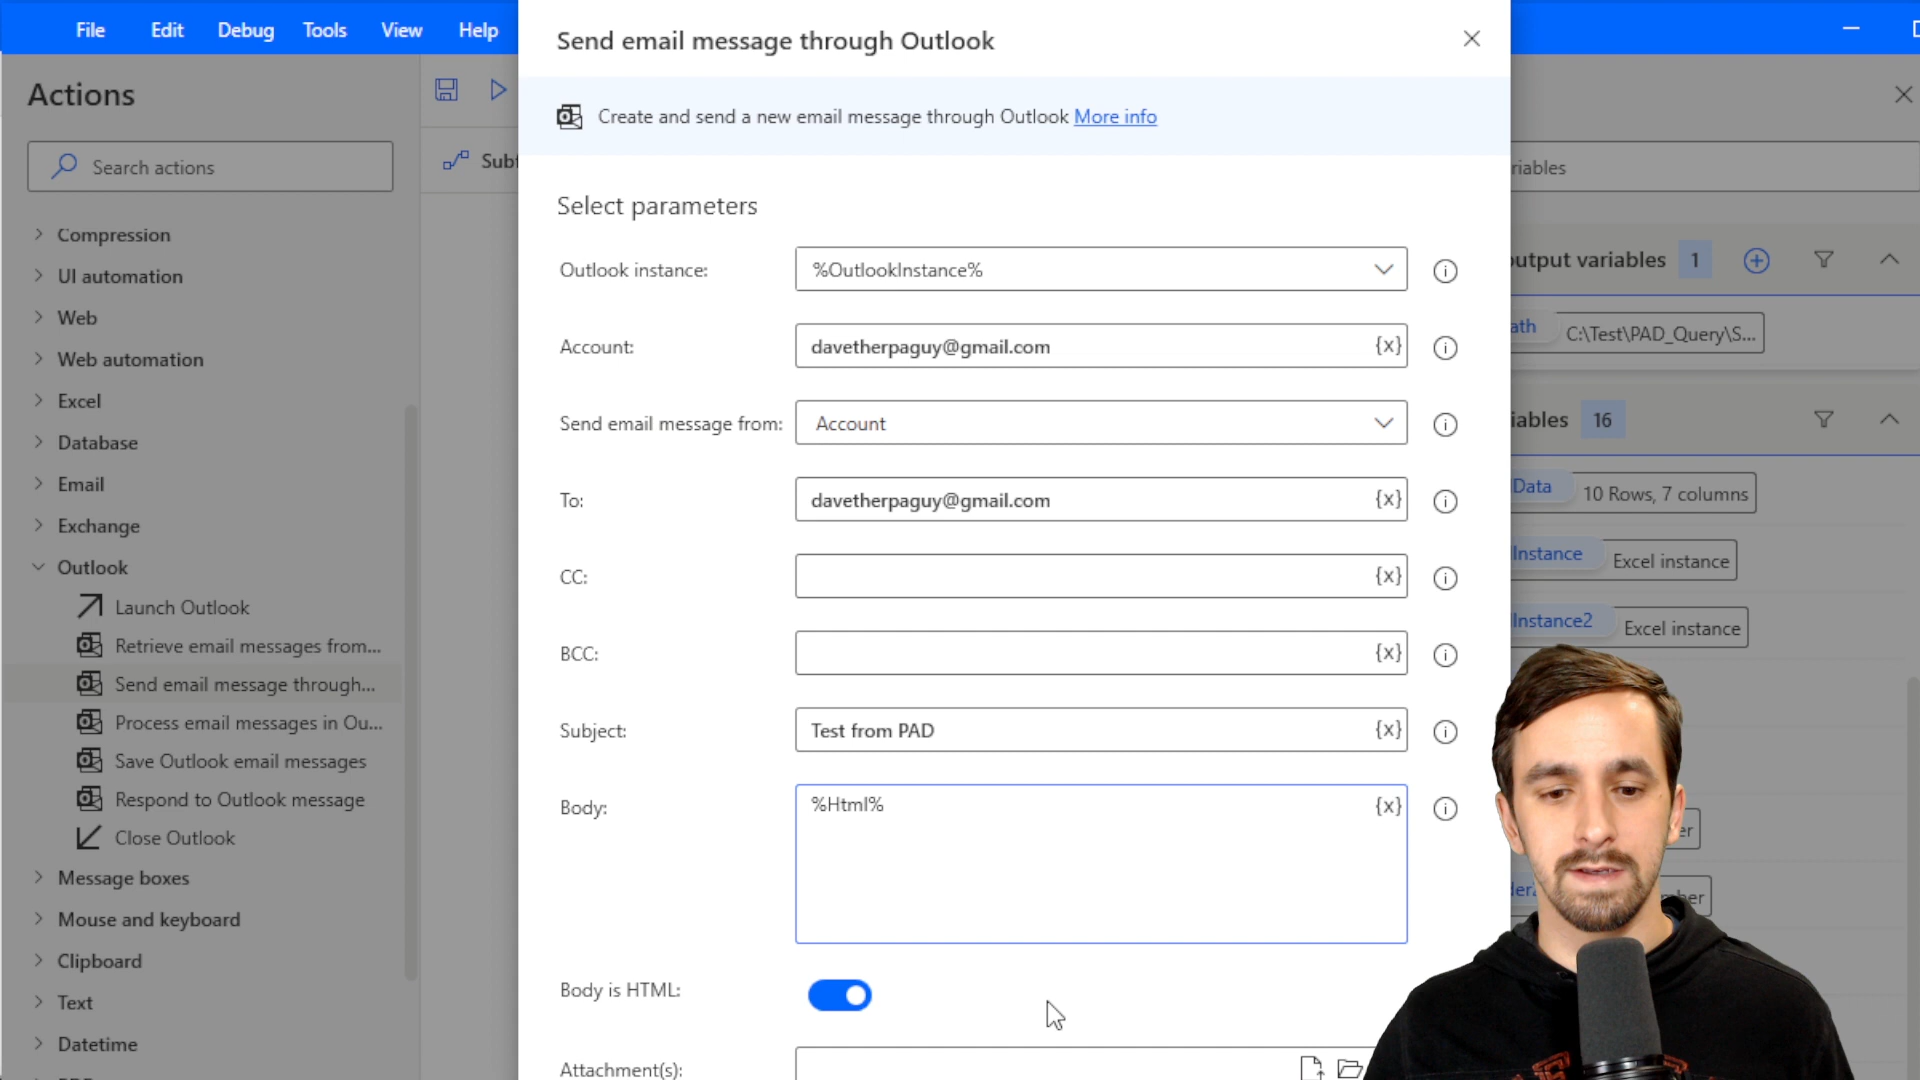 File Edit Debug Tools View Help
Actions
Search actions
Compression
UI automation
Web
Web automation
Excel
Database
Email
Exchange
Outlook
Launch Outlook
Retrieve email messages from...
Send email message through...
Process email messages in Ou...
Save Outlook email messages
Respond to Outlook message
Close Outlook
Message boxes
Mouse and keyboard
Clipboard
Text
Datetime
Subf
Send email message through Outlook
Create and send a new email message through Outlook More info
Select parameters
Outlook instance: %OutlookInstance%
Account: davetherpaguy@gmail.com {x}
Send email message from: Account
To: davetherpaguy@gmail.com {x}
CC: {x}
BCC: {x}
Subject: Test from PAD {x}
Body: %Html% {x}
Body is HTML:
Attachment(s):
riables
output variables 1
ath C:\Test\PAD_Query\S...
iables 16
Data 10 Rows, 7 columns
Instance Excel instance
Instance2 Excel instance
er